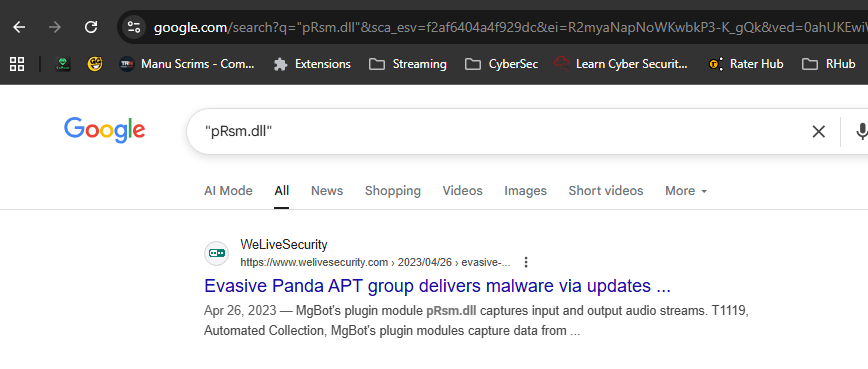 google.com/search?q="pRsm.dll"&sca_esv=f2af6404a4f929dc&ei=R2myaNapNoWKwbkP3-K_gQk&ved=0ahUKEwi
Manu Scrims - Com... Extensions Streaming CyberSec Learn Cyber Securit... Rater Hub RHub
Google
"pRsm.dll"
AI Mode All News Shopping Videos Images Short videos More
WeLiveSecurity
https://www.welivesecurity.com › 2023/04/26 › evasive-...
Evasive Panda APT group delivers malware via updates ...
Apr 26, 2023 — MgBot's plugin module pRsm.dll captures input and output audio streams. T1119,
Automated Collection, MgBot's plugin modules capture data from ...